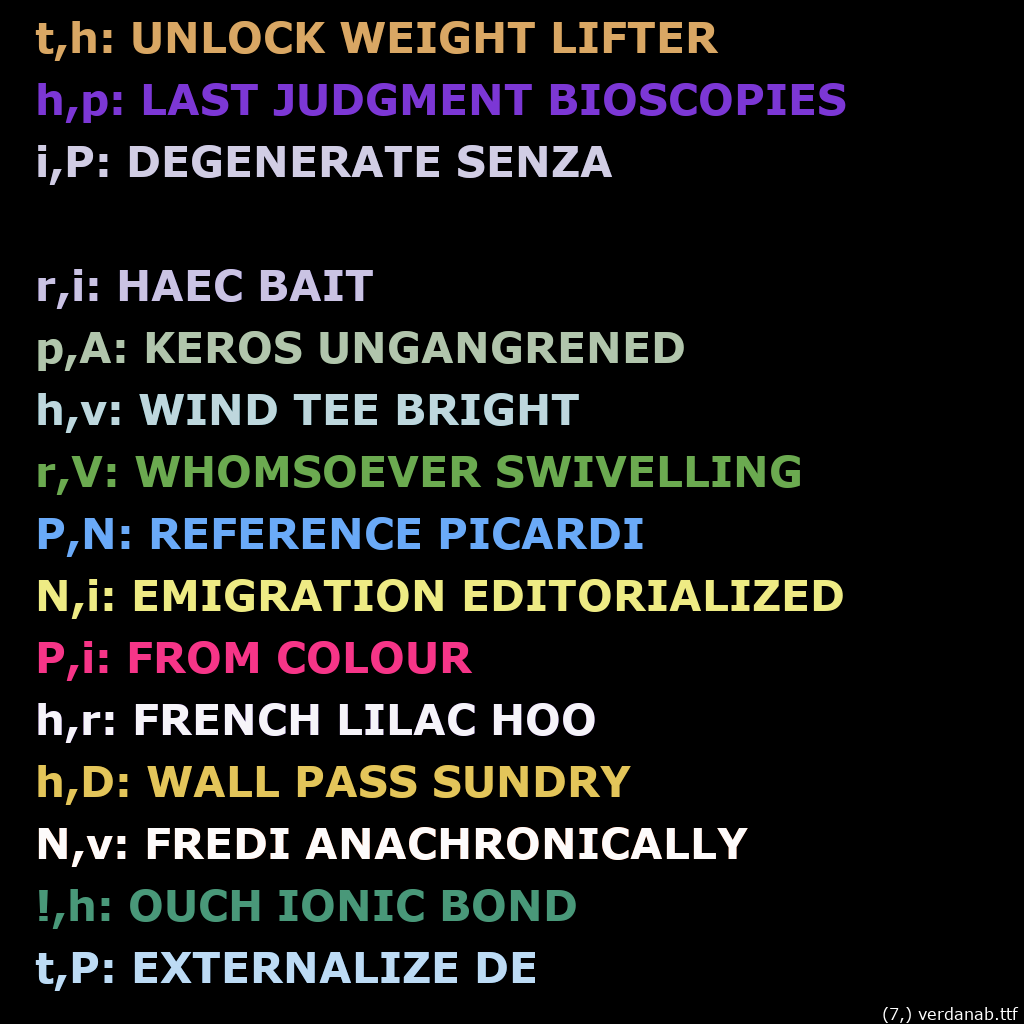 t,h: UNLOCK WEIGHT LIFTER
h,p: LAST JUDGMENT BIOSCOPIES
i,P: DEGENERATE SENZA
r,i: HAEC BAIT
p,A: KEROS UNGANGRENED
h,v: WIND TEE BRIGHT
r,V: WHOMSOEVER SWIVELLING
P,N: REFERENCE PICARDI
N,i: EMIGRATION EDITORIALIZED
P,i: FROM COLOUR
h,r: FRENCH LILAC HOO
h,D: WALL PASS SUNDRY
N,v: FREDI ANACHRONICALLY
!,h: OUCH IONIC BOND
t,P: EXTERNALIZE DE
(7,) verdanab.ttf